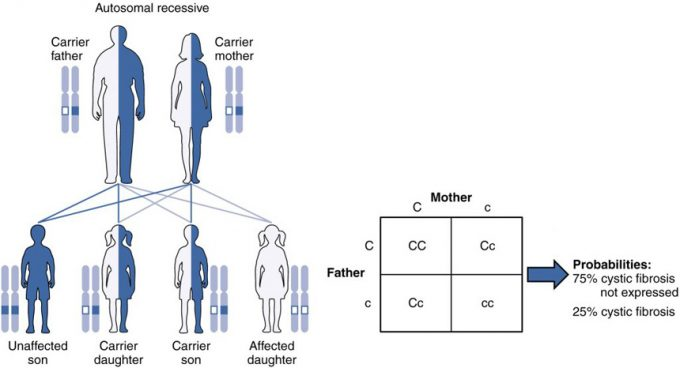 Autosomal recessive
Carrier
father
Carrier
mother
Unaffected
son
Carrier
daughter
Carrier
son
Affected
daughter
Mother
C c
Father
C CC Cc
c Cc cc
Probabilities:
75% cystic fibrosis
not expressed
25% cystic fibrosis